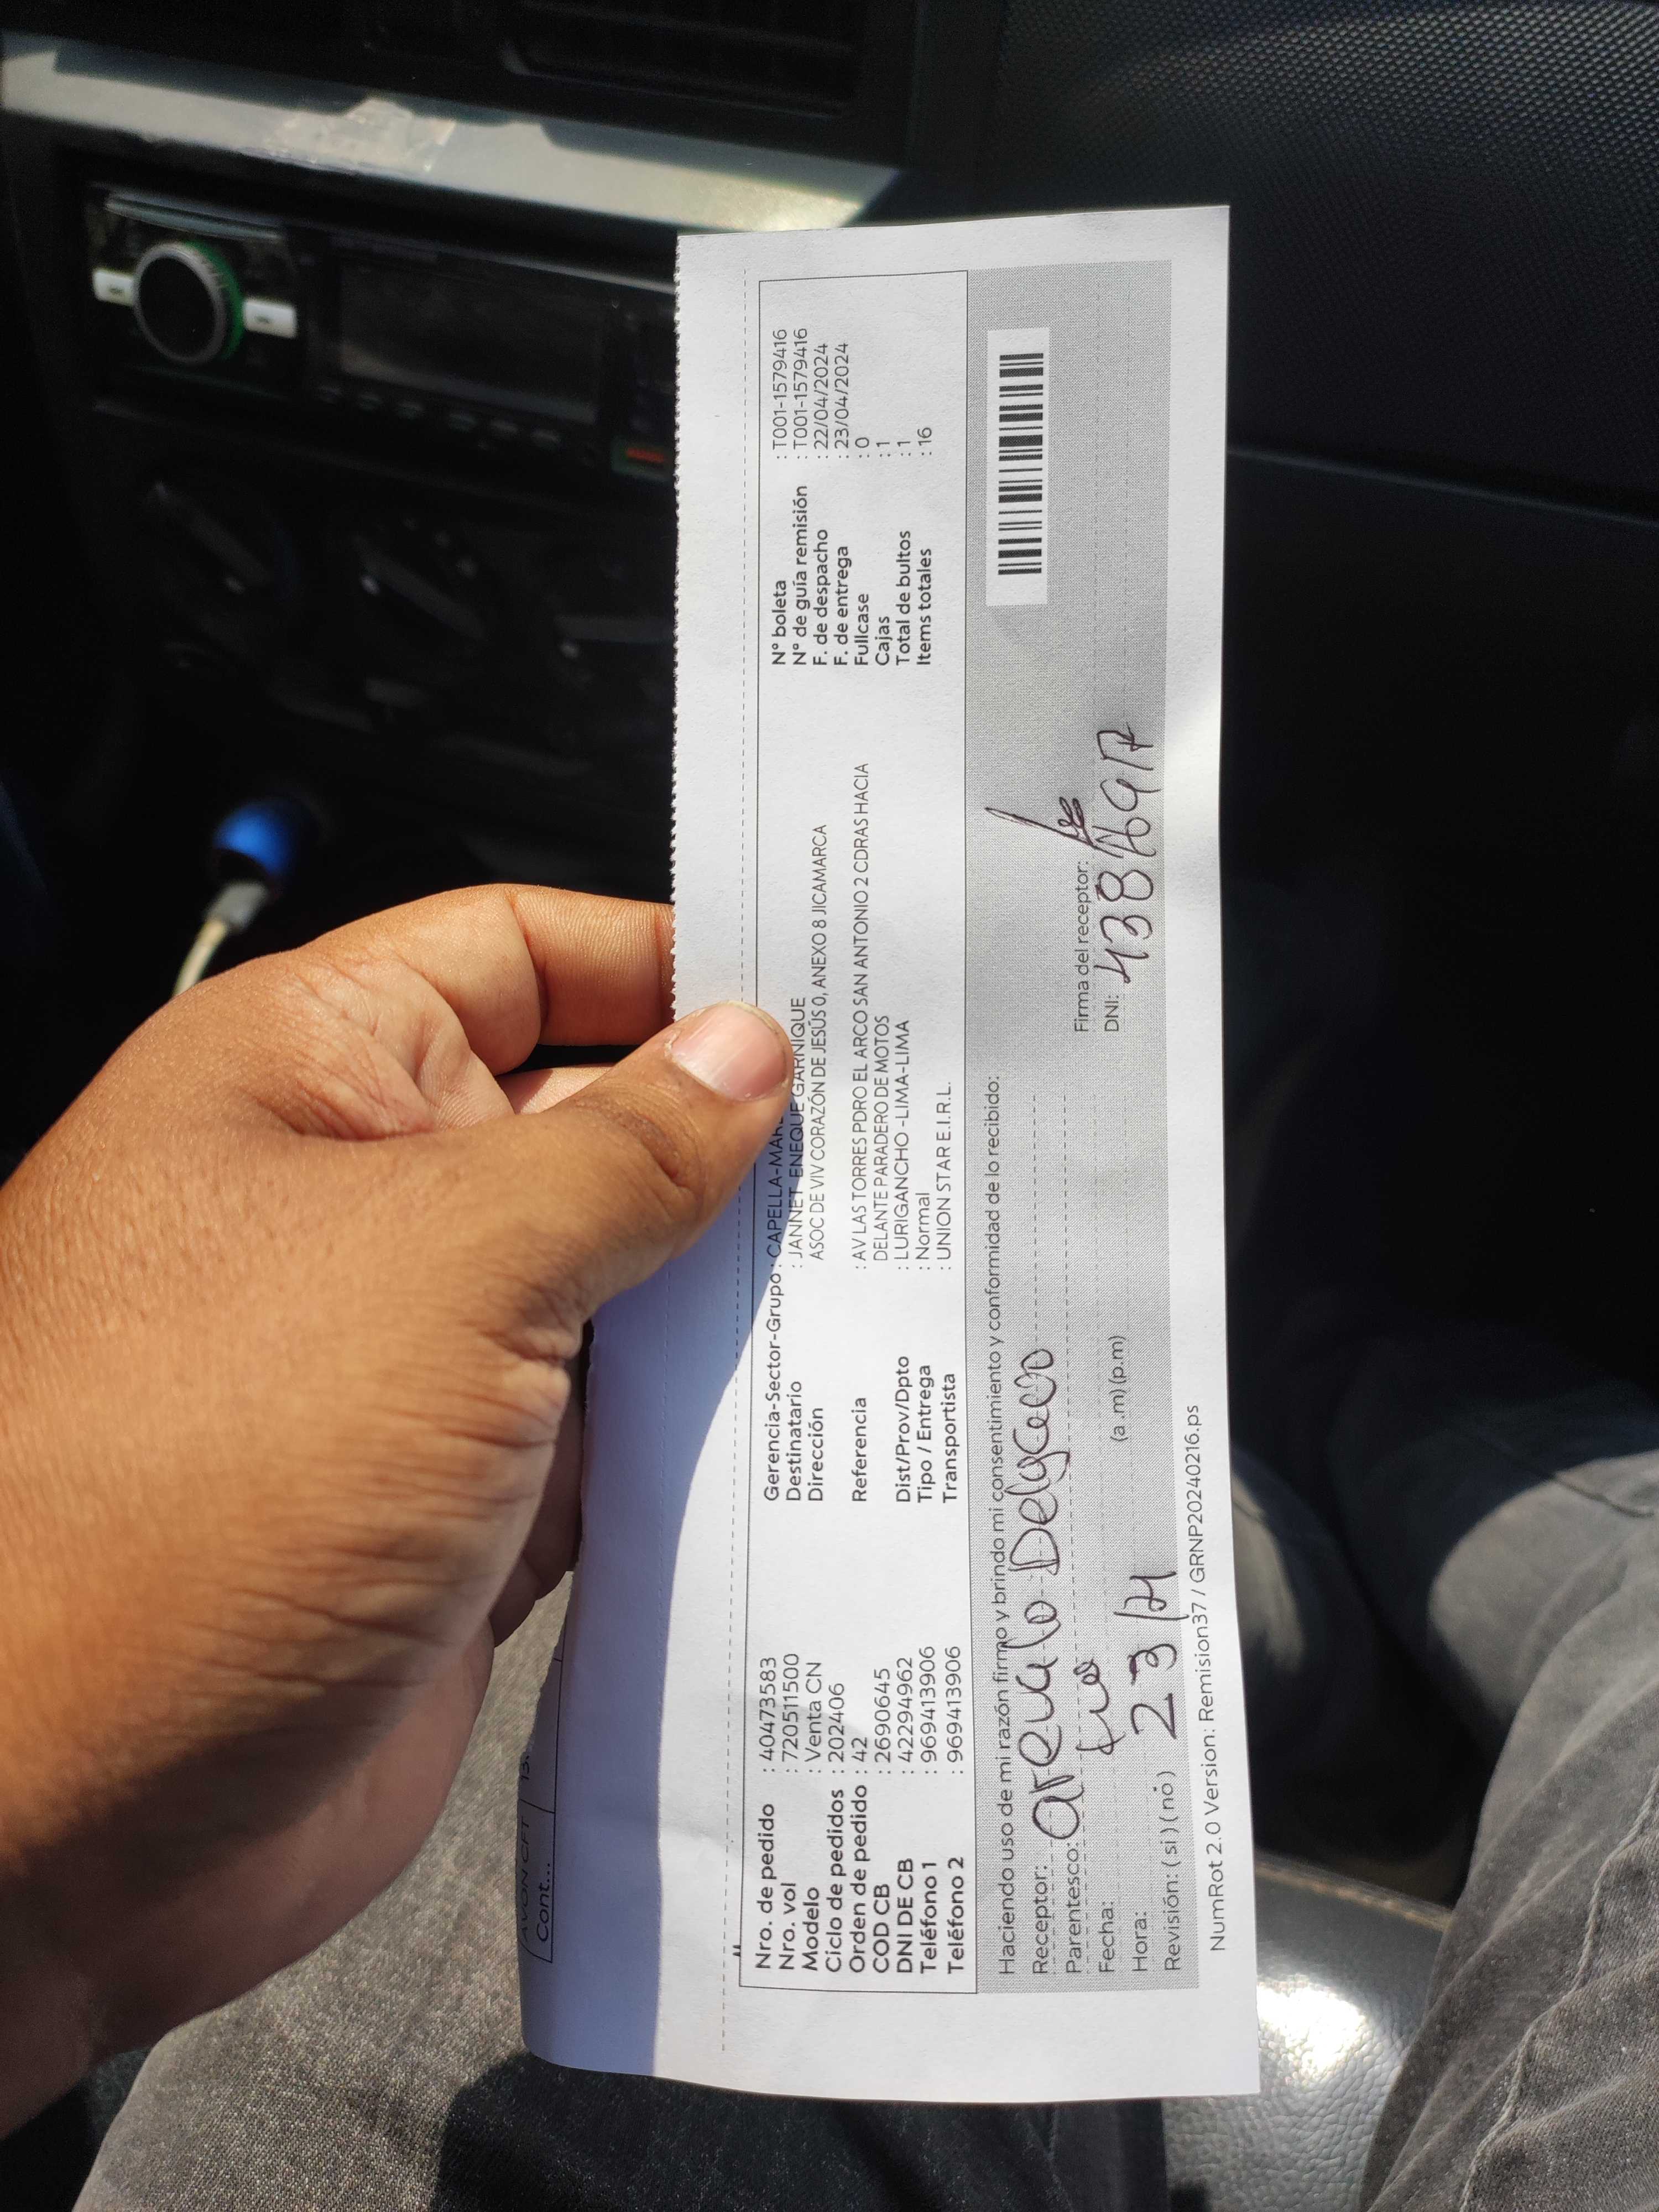 AVON CFT 13.
Cont...
Nro. de pedido : 40473583
Nro. vol : 720511500
Modelo : Venta CN
Ciclo de pedidos : 202406
Orden de pedido : 42
COD CB : 2690645
DNI DE CB : 42294962
Teléfono 1 : 969413906
Teléfono 2 : 969413906
Gerencia-Sector-Grupo : CAPELLA-MAR
Destinatario : JANNET ENEQUE GARNIQUE
Dirección ASOC DE VIV CORAZÓN DE JESÚS 0, ANEXO 8 JICAMARCA
Referencia : AV LAS TORRES PDRO EL ARCO SAN ANTONIO 2 CDRAS HACIA
DELANTE PARADERO DE MOTOS
Dist/Prov/Dpto : LURIGANCHO -LIMA-LIMA
Tipo / Entrega : Normal
Transportista : UNION STAR E.I.R.L.
N° boleta : T001-1579416
N° de guía remisión : T001-1579416
F. de despacho : 22/04/2024
F. de entrega : 23/04/2024
Fullcase : 0
Cajas : 1
Total de bultos : 1
Items totales : 16
Haciendo uso de mi razón firmo y brindo mi consentimiento y conformidad de lo recibido:
Receptor: Delgado
Parentesco:
Fecha:
Hora: 23/4 (a.m) (p.m)
Revisión: ( si ) ( no )
Firma del receptor:
DNI:
NumRot 2.0 Version: Remision37 / GRNP20240216.ps